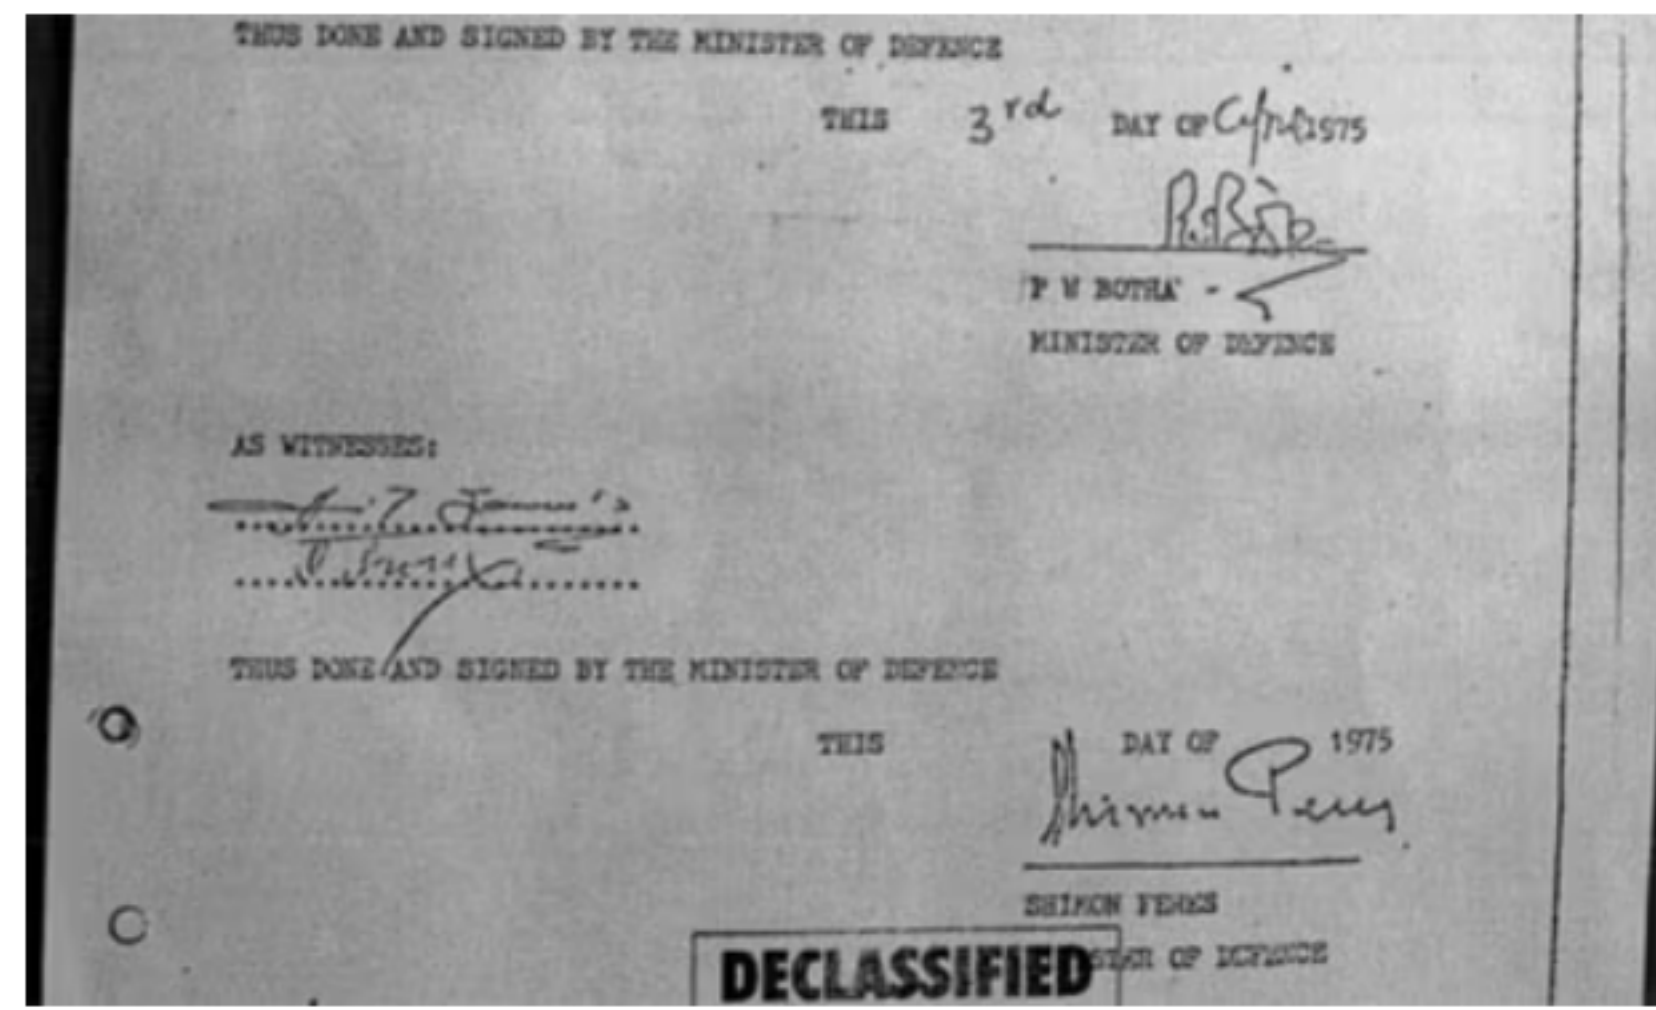 THUS DONE AND SIGNED BY THE MINISTER OF DEFENCE
THIS 3rd DAY OF April 1975
P W BOTHA -
MINISTER OF DEFENCE
AS WITNESSES:
THUS DONE AND SIGNED BY THE MINISTER OF DEFENCE
THIS DAY OF 1975
Shimon Peres
SHIMON PERES
DECLASSIFIED
OF DEFENCE